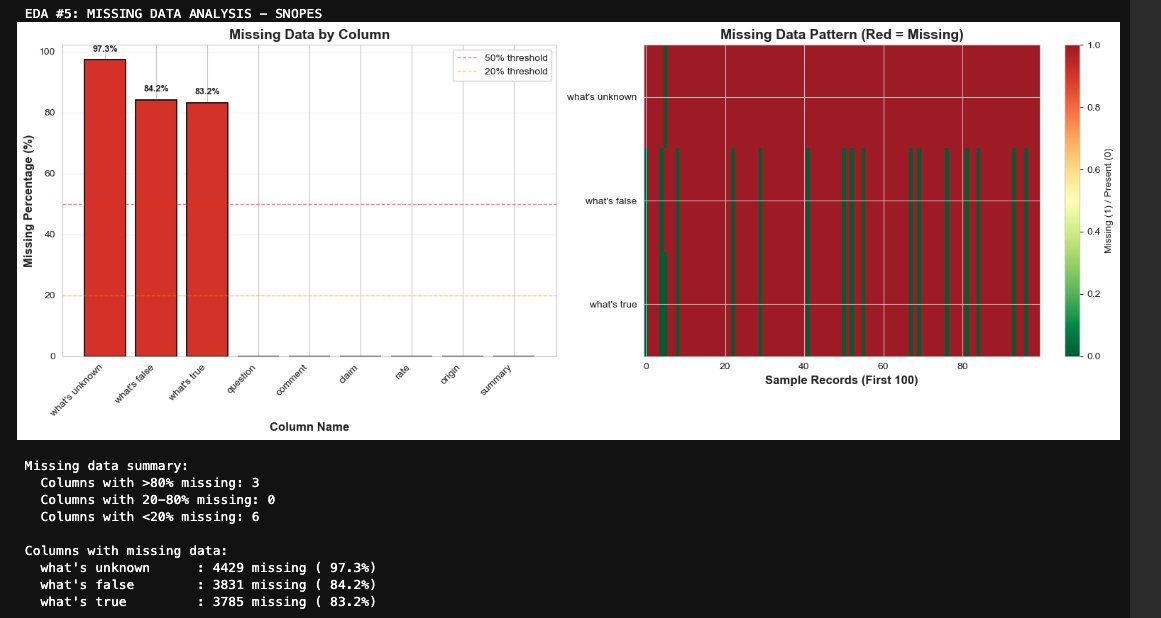 EDA #5: MISSING DATA ANALYSIS – SNOPES
Missing Data by Column
97.3%
84.2%
83.2%
50% threshold
20% threshold
100
80
60
40
20
0
Missing Percentage (%)
what's unknown
what's false
what's true
question
comment
claim
rate
origin
summary
Column Name
Missing Data Pattern (Red = Missing)
what's unknown
what's false
what's true
0
20
40
60
80
Sample Records (First 100)
1.0
0.8
0.6
0.4
0.2
0.0
Missing (1) / Present (0)
Missing data summary:
Columns with >80% missing: 3
Columns with 20–80% missing: 0
Columns with <20% missing: 6
Columns with missing data:
what's unknown : 4429 missing ( 97.3%)
what's false : 3831 missing ( 84.2%)
what's true : 3785 missing ( 83.2%)